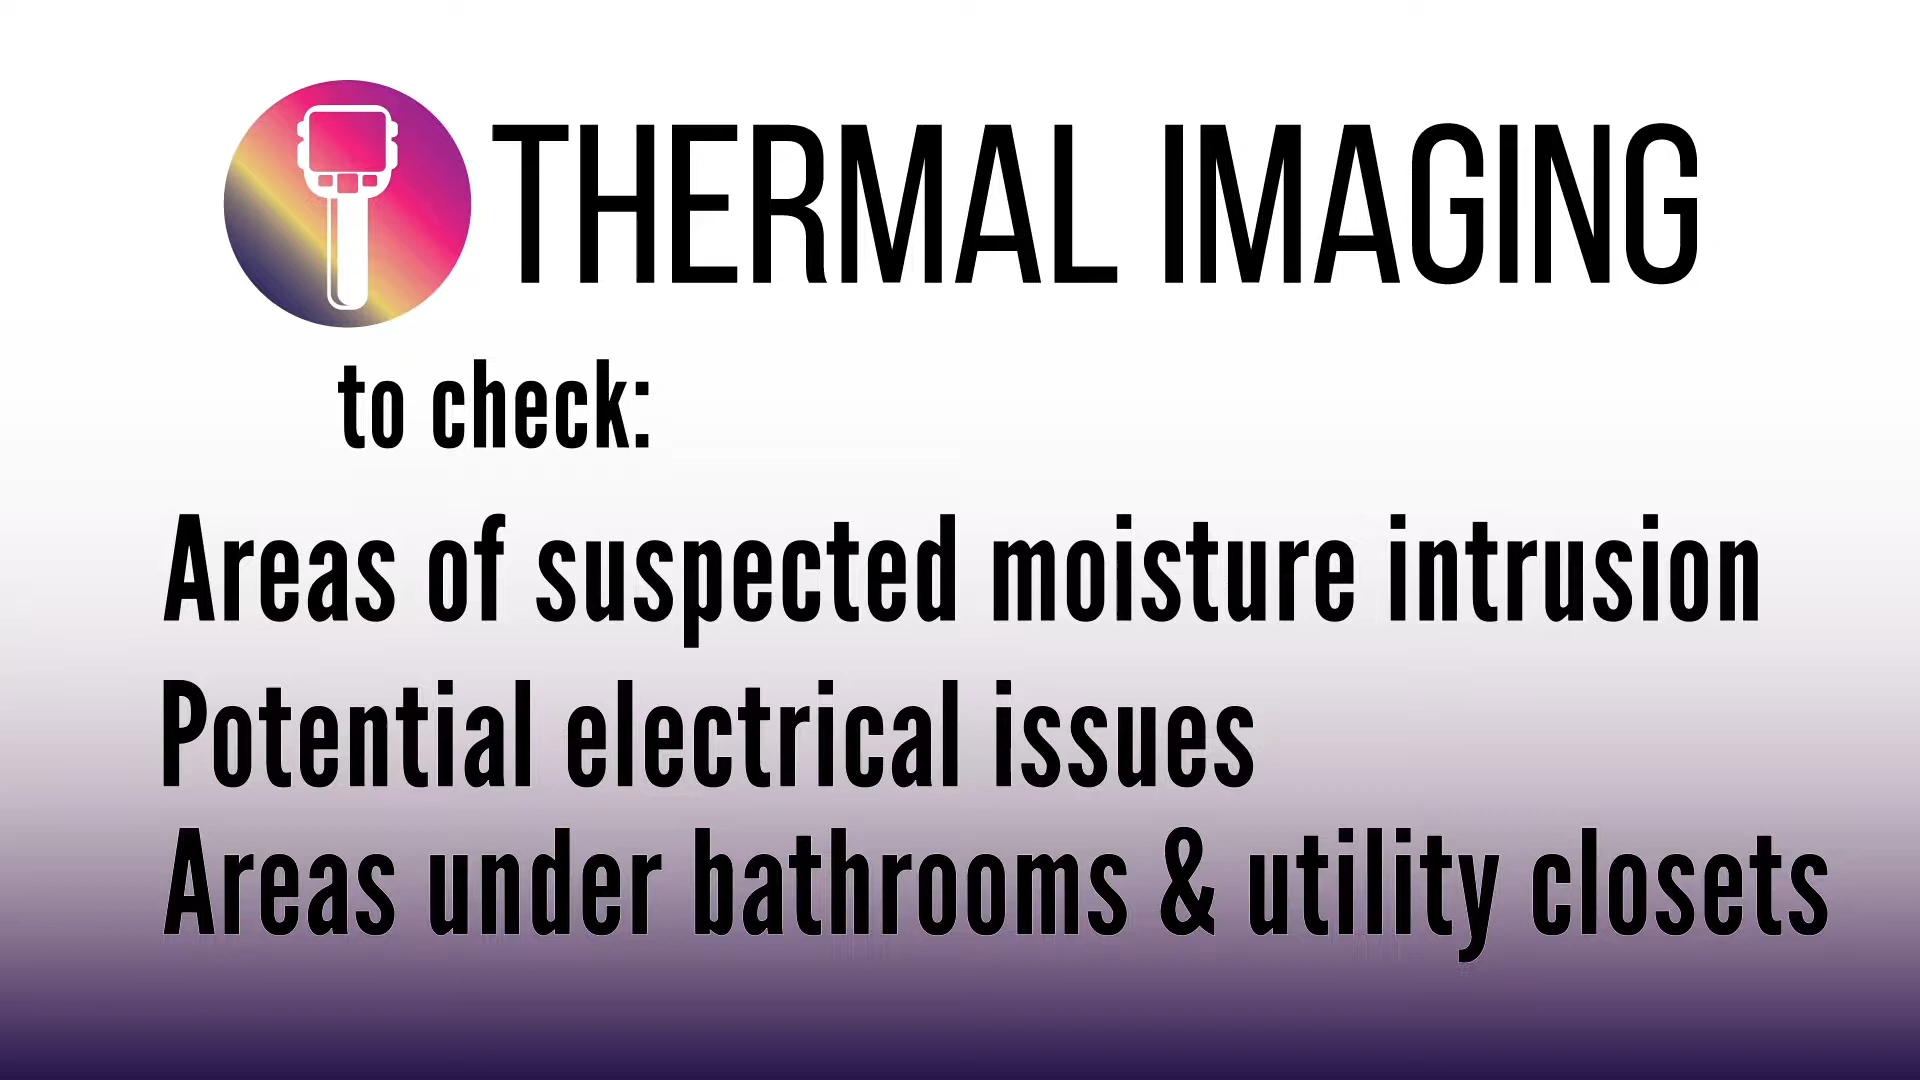 THERMAL IMAGING
to check:
Areas of suspected moisture intrusion
Potential electrical issues
Areas under bathrooms & utility closets